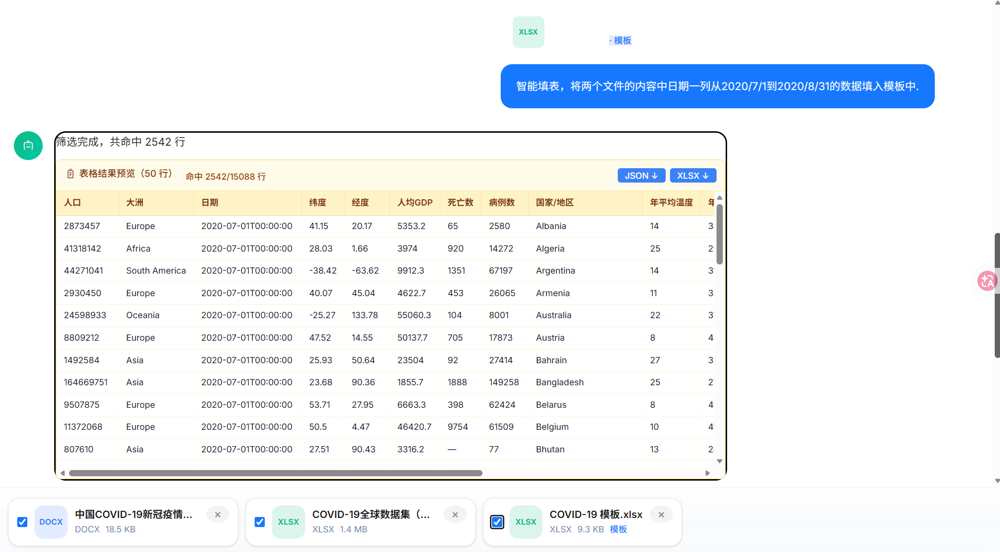 XLSX
· 模板
智能填表，将两个文件的内容中日期一列从2020/7/1到2020/8/31的数据填入模板中.
筛选完成，共命中 2542 行
表格结果预览（50 行） 命中 2542/15088 行 JSON ↓ XLSX ↓
人口 大洲 日期 纬度 经度 人均GDP 死亡数 病例数 国家/地区 年平均温度 年
2873457 Europe 2020-07-01T00:00:00 41.15 20.17 5353.2 65 2580 Albania 14
41318142 Africa 2020-07-01T00:00:00 28.03 1.66 3974 920 14272 Algeria 25
44271041 South America 2020-07-01T00:00:00 -38.42 -63.62 9912.3 1351 67197 Argentina 14
2930450 Europe 2020-07-01T00:00:00 40.07 45.04 4622.7 453 26065 Armenia 11
24598933 Oceania 2020-07-01T00:00:00 -25.27 133.78 55060.3 104 8001 Australia 22
8809212 Europe 2020-07-01T00:00:00 47.52 14.55 50137.7 705 17873 Austria 8
1492584 Asia 2020-07-01T00:00:00 25.93 50.64 23504 92 27414 Bahrain 27
164669751 Asia 2020-07-01T00:00:00 23.68 90.36 1855.7 1888 149258 Bangladesh 25
9507875 Europe 2020-07-01T00:00:00 53.71 27.95 6663.3 398 62424 Belarus 8
11372068 Europe 2020-07-01T00:00:00 50.5 4.47 46420.7 9754 61509 Belgium 10
807610 Asia 2020-07-01T00:00:00 27.51 90.43 3316.2 — 77 Bhutan 13
DOCX 中国COVID-19新冠疫情...
DOCX 18.5 KB
XLSX COVID-19全球数据集（...
XLSX 1.4 MB
XLSX COVID-19 模板.xlsx
XLSX 9.3 KB 模板